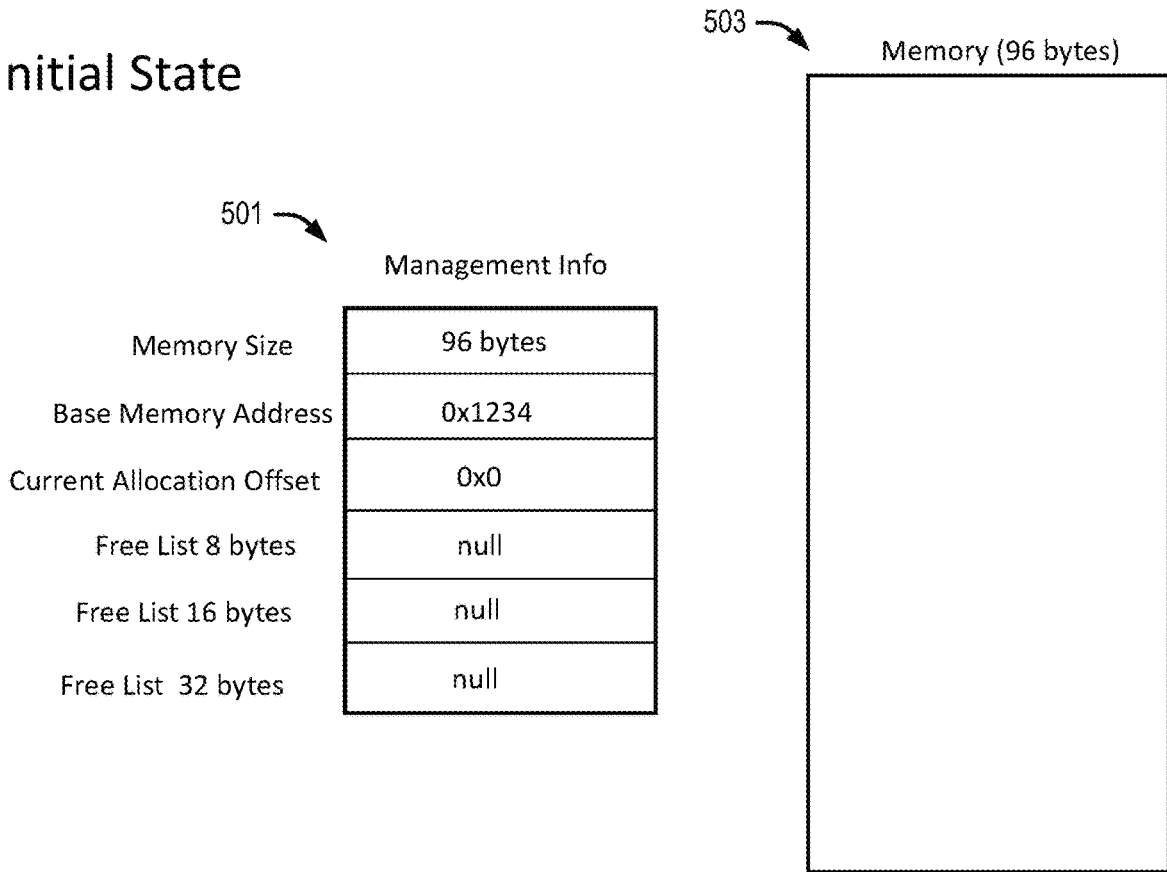 503
Memory (96 bytes)
nitial State
501
Management Info
Memory Size 96 bytes
Base Memory Address 0x1234
Current Allocation Offset 0x0
Free List 8 bytes null
Free List 16 bytes null
Free List 32 bytes null